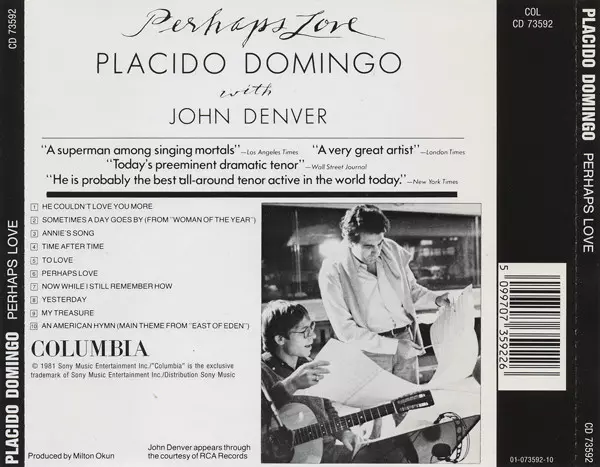 Perhaps Love
PLACIDO DOMINGO
with
JOHN DENVER
"A superman among singing mortals"—Los Angeles Times "A very great artist"—London Times
"Today's preeminent dramatic tenor"—Wall Street Journal
"He is probably the best all-around tenor active in the world today."—New York Times
1 HE COULDN'T LOVE YOU MORE
2 SOMETIMES A DAY GOES BY (FROM "WOMAN OF THE YEAR")
3 ANNIE'S SONG
4 TIME AFTER TIME
5 TO LOVE
6 PERHAPS LOVE
7 NOW WHILE I STILL REMEMBER HOW
8 YESTERDAY
9 MY TREASURE
10 AN AMERICAN HYMN (MAIN THEME FROM "EAST OF EDEN")
COLUMBIA
© 1981 Sony Music Entertainment Inc./"Columbia" is the exclusive
trademark of Sony Music Entertainment Inc./Distribution Sony Music
Produced by Milton Okun
John Denver appears through
the courtesy of RCA Records
COL
CD 73592
5 099707 359226
01-073592-10
PLACIDO DOMINGO PERHAPS LOVE CD 73592
PLACIDO DOMINGO PERHAPS LOVE CD 73592